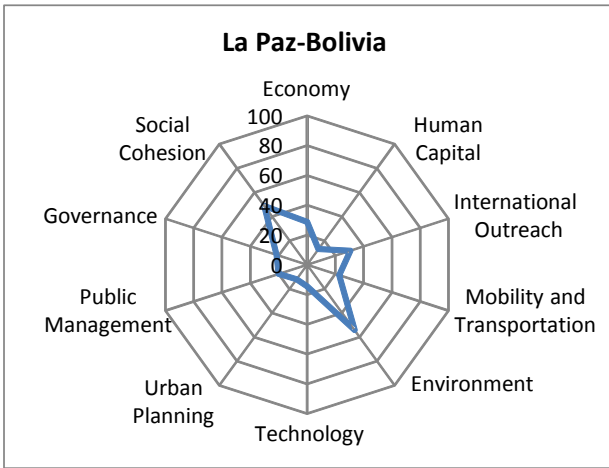 La Paz-Bolivia
Economy
Human
Capital
International
Outreach
Mobility and
Transportation
Environment
Technology
Urban
Planning
Public
Management
Governance
Social
Cohesion
100
80
60
40
20
0